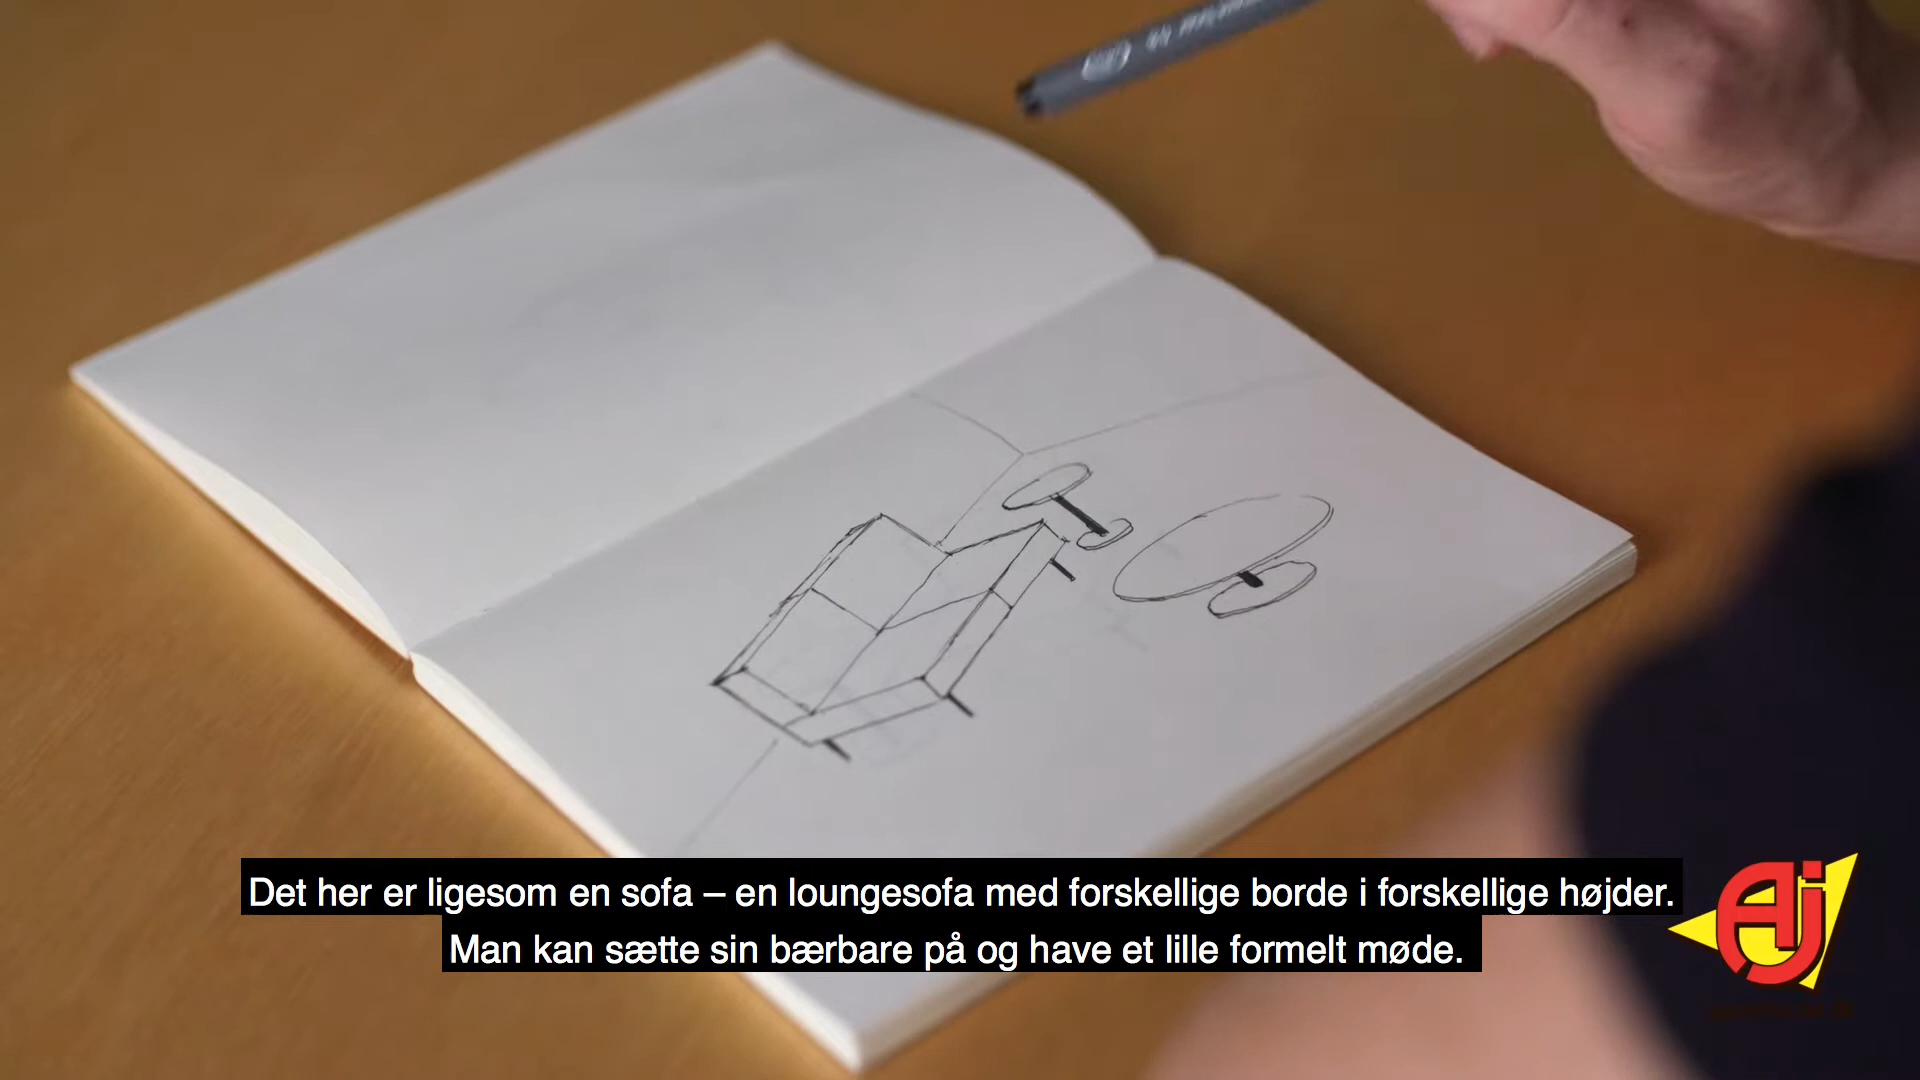 Det her er ligesom en sofa – en loungesofa med forskellige borde i forskellige højder.
Man kan sætte sin bærbare på og have et lille formelt møde.
AJ